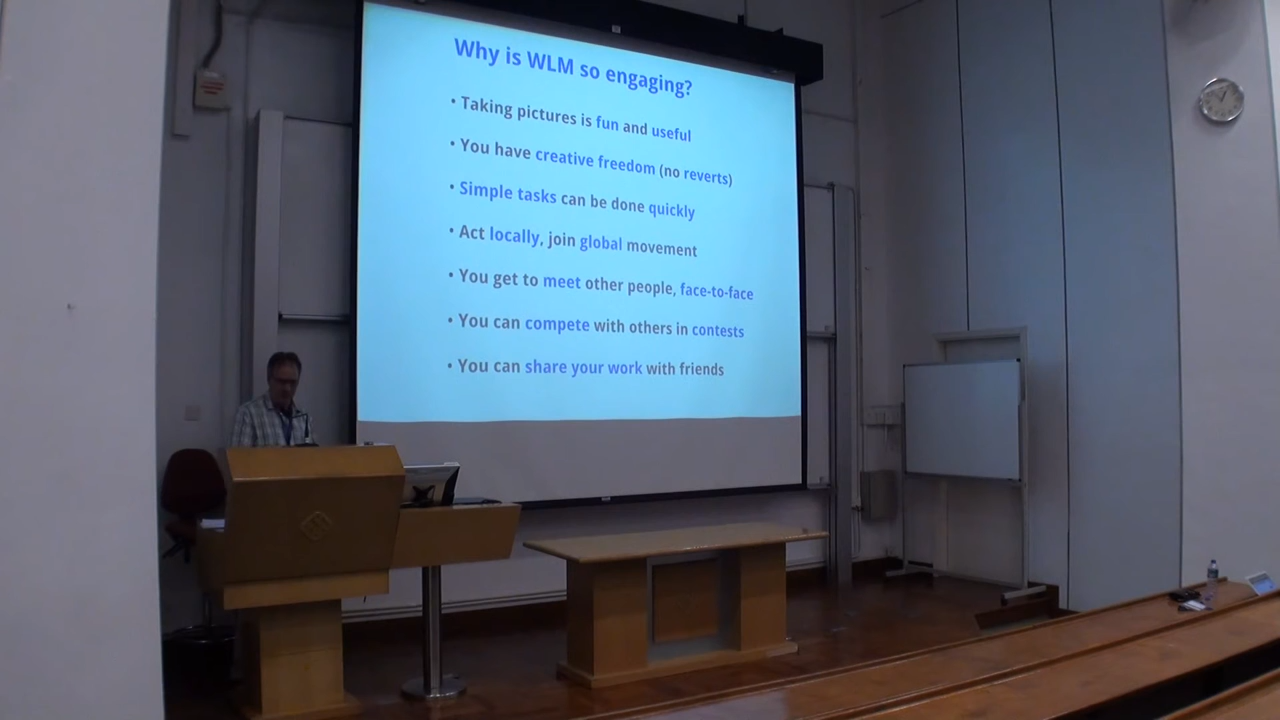 Why is WLM so engaging?
• Taking pictures is fun and useful
• You have creative freedom (no reverts)
• Simple tasks can be done quickly
• Act locally, join global movement
• You get to meet other people, face-to-face
• You can compete with others in contests
• You can share your work with friends